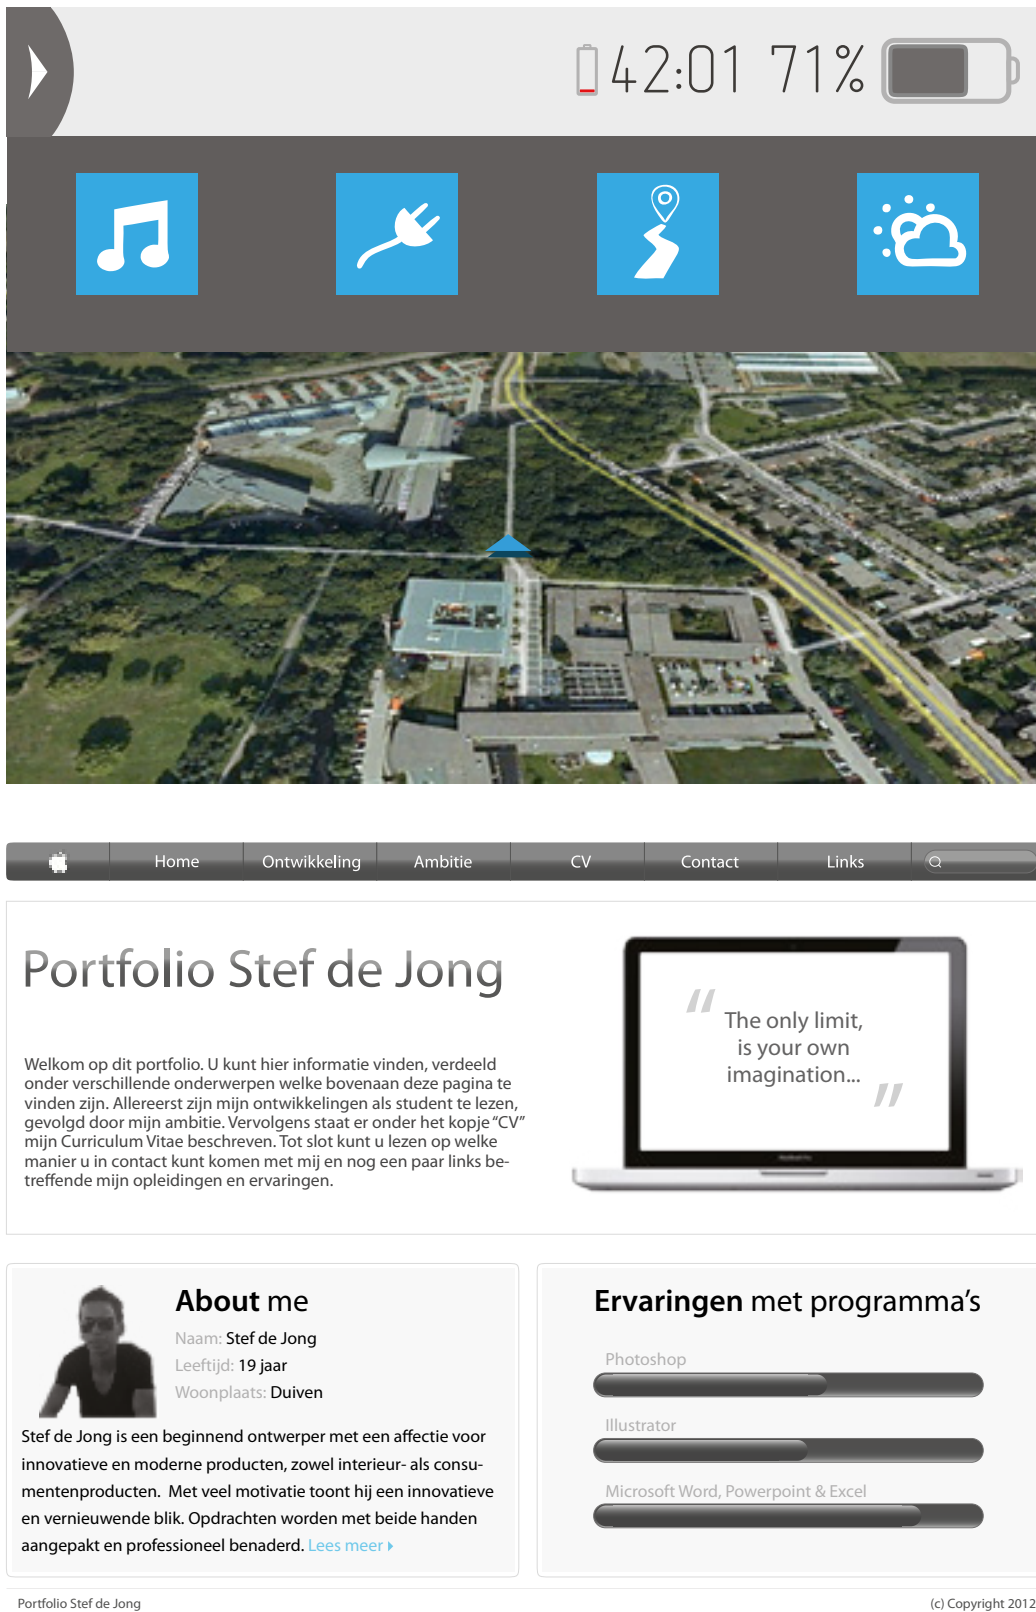 42:01 71%
Home Ontwikkeling Ambitie CV Contact Links
Portfolio Stef de Jong
Welkom op dit portfolio. U kunt hier informatie vinden, verdeeld
onder verschillende onderwerpen welke bovenaan deze pagina te
vinden zijn. Allereerst zijn mijn ontwikkelingen als student te lezen,
gevolgd door mijn ambitie. Vervolgens staat er onder het kopje “CV”
mijn Curriculum Vitae beschreven. Tot slot kunt u lezen op welke
manier u in contact kunt komen met mij en nog een paar links be-
treffende mijn opleidingen en ervaringen.
"The only limit,
is your own
imagination..."
About me
Naam: Stef de Jong
Leeftijd: 19 jaar
Woonplaats: Duiven
Stef de Jong is een beginnend ontwerper met een affectie voor
innovatieve en moderne producten, zowel interieur- als consu-
mentenproducten. Met veel motivatie toont hij een innovatieve
en vernieuwende blik. Opdrachten worden met beide handen
aangepakt en professioneel benaderd. Lees meer
Ervaringen met programma’s
Photoshop
Illustrator
Microsoft Word, Powerpoint & Excel
Portfolio Stef de Jong
(c) Copyright 2012